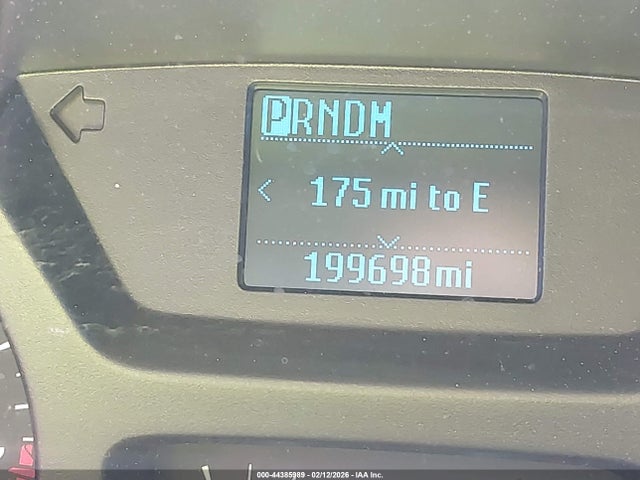 PRNDM
175 mi to E
199698mi
000-44385989 - 02/12/2026 - IAA Inc.